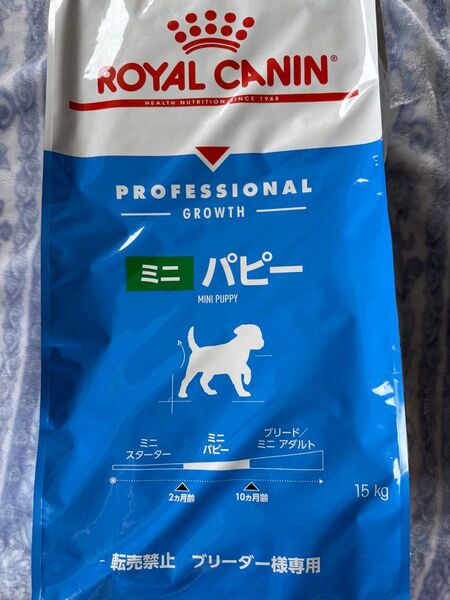 ROYAL CANIN
HEALTH NUTRITION SINCE 1968
PROFESSIONAL
GROWTH
ミニ パピー
MINI PUPPY
ミニ
スターター
ミニ
パピー
ブリード/
ミニ アダルト
2ヵ月齢
10ヵ月齢
15 kg
転売禁止 ブリーダー様専用